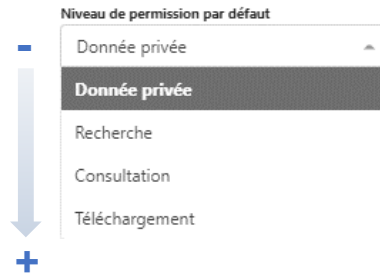 Niveau de permission par défaut
-
Donnée privée
Donnée privée
Recherche
Consultation
Téléchargement
+